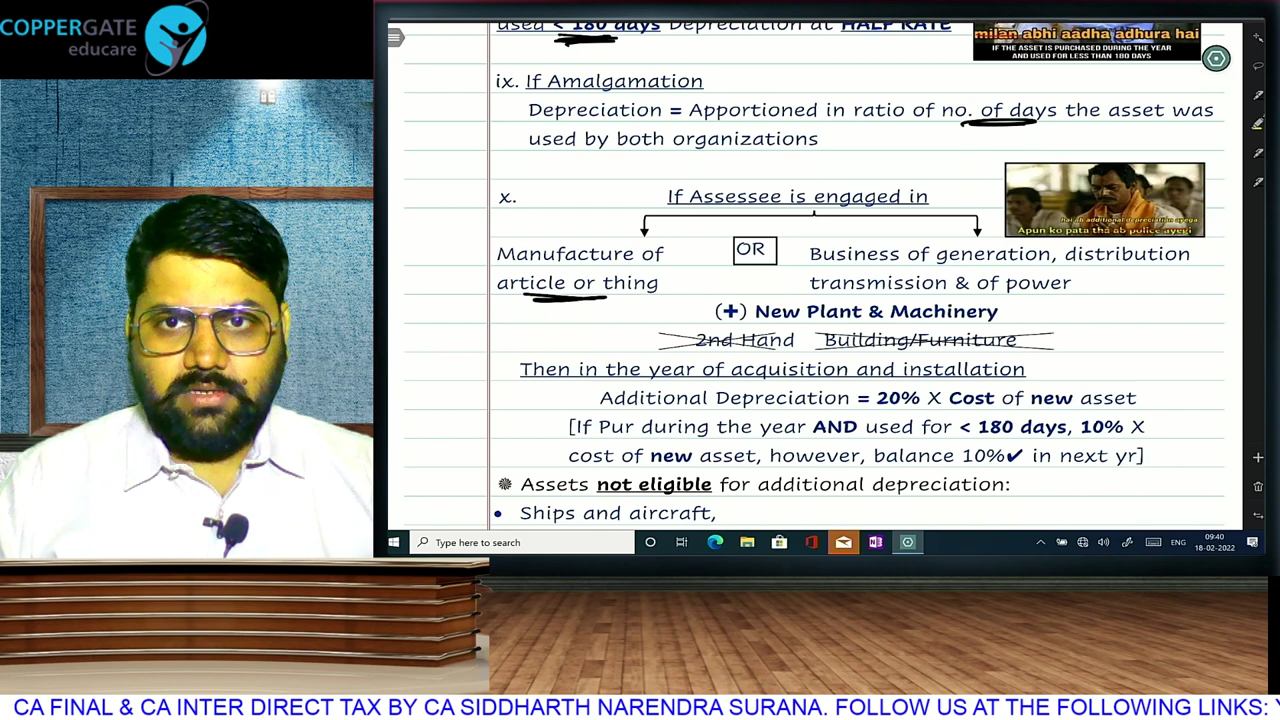 COPPERGATE
educare
used < 180 days Depreciation at HALF RATE
milan abhi aadha adhura hai
IF THE ASSET IS PURCHASED DURING THE YEAR
AND USED FOR LESS THAN 180 DAYS
ix. If Amalgamation
Depreciation = Apportioned in ratio of no. of days the asset was
used by both organizations
x. If Assessee is engaged in
hai ab additional depreciation ayega
Apun ko pata tha ab police ayegi
Manufacture of OR Business of generation, distribution
article or thing transmission & of power
(+) New Plant & Machinery
2nd Hand Building/Furniture
Then in the year of acquisition and installation
Additional Depreciation = 20% X Cost of new asset
[If Pur during the year AND used for < 180 days, 10% X
cost of new asset, however, balance 10%✔ in next yr]
❋ Assets not eligible for additional depreciation:
• Ships and aircraft,
Type here to search
ENG
09:40
18-02-2022
CA FINAL & CA INTER DIRECT TAX BY CA SIDDHARTH NARENDRA SURANA. FOLLOW US AT THE FOLLOWING LINKS: